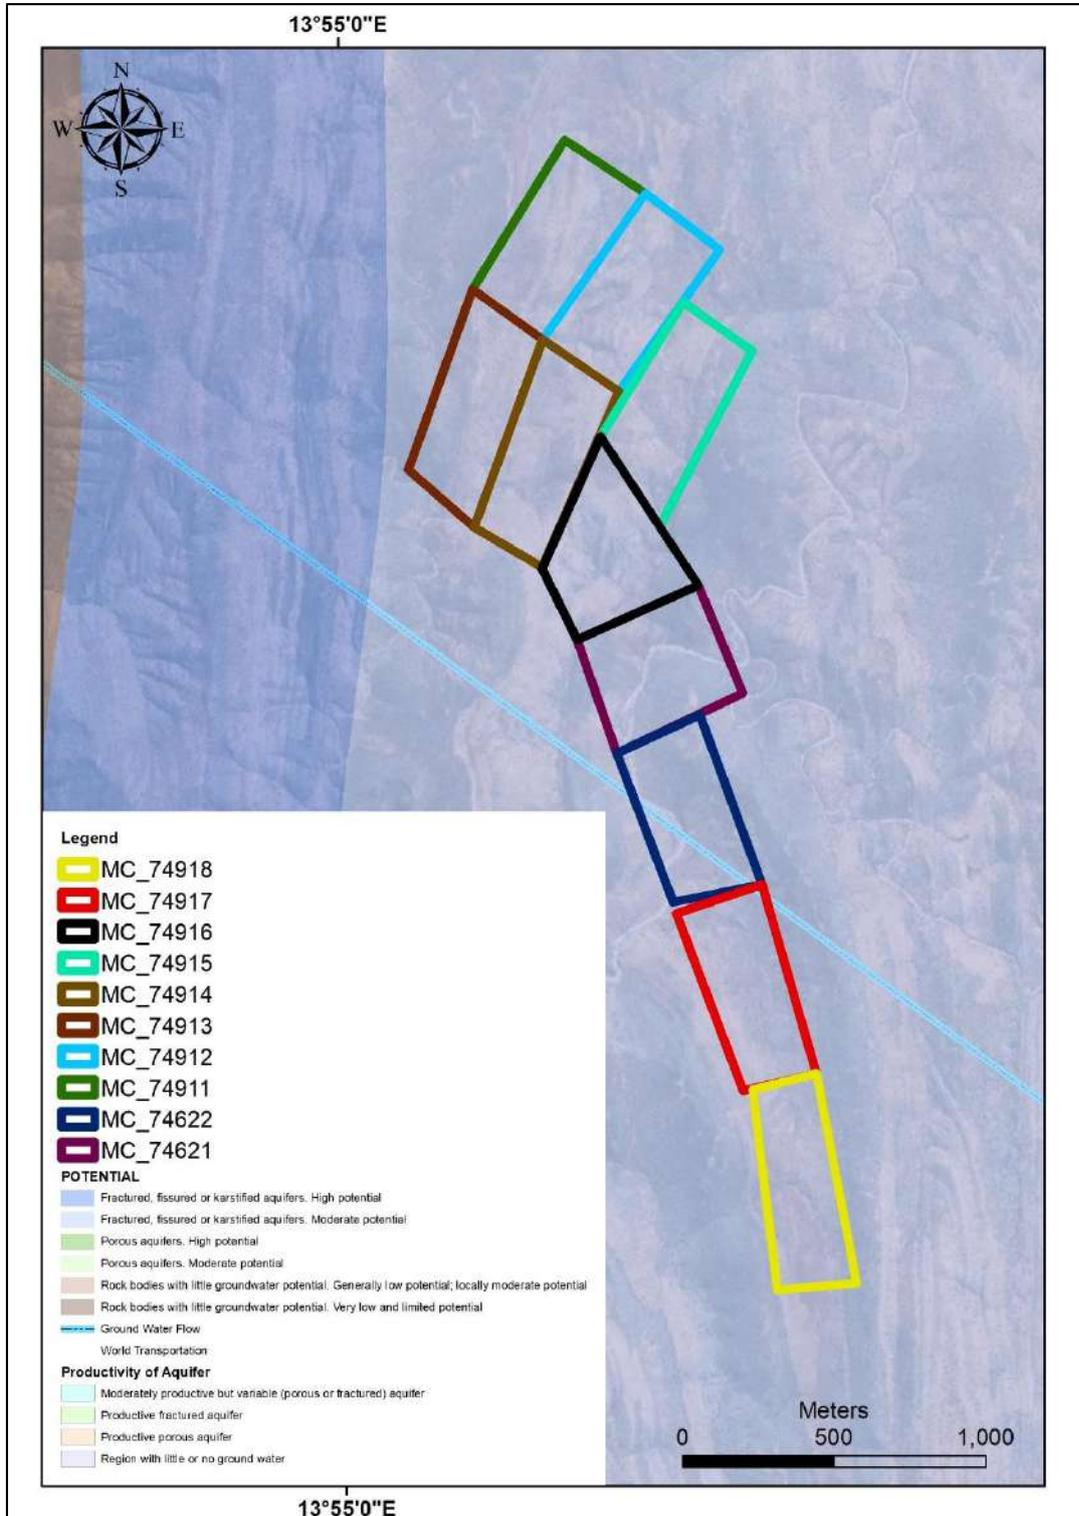 13°55'0"E
N
W E
S
Legend
MC_74918
MC_74917
MC_74916
MC_74915
MC_74914
MC_74913
MC_74912
MC_74911
MC_74622
MC_74621
POTENTIAL
Fractured, fissured or karstified aquifers. High potential
Fractured, fissured or karstified aquifers. Moderate potential
Porous aquifers. High potential
Porous aquifers. Moderate potential
Rock bodies with little groundwater potential. Generally low potential; locally moderate potential
Rock bodies with little groundwater potential. Very low and limited potential
Ground Water Flow
World Transportation
Productivity of Aquifer
Moderately productive but variable (porous or fractured) aquifer
Productive fractured aquifer
Productive porous aquifer
Region with little or no ground water
Meters
0 500 1,000
13°55'0"E